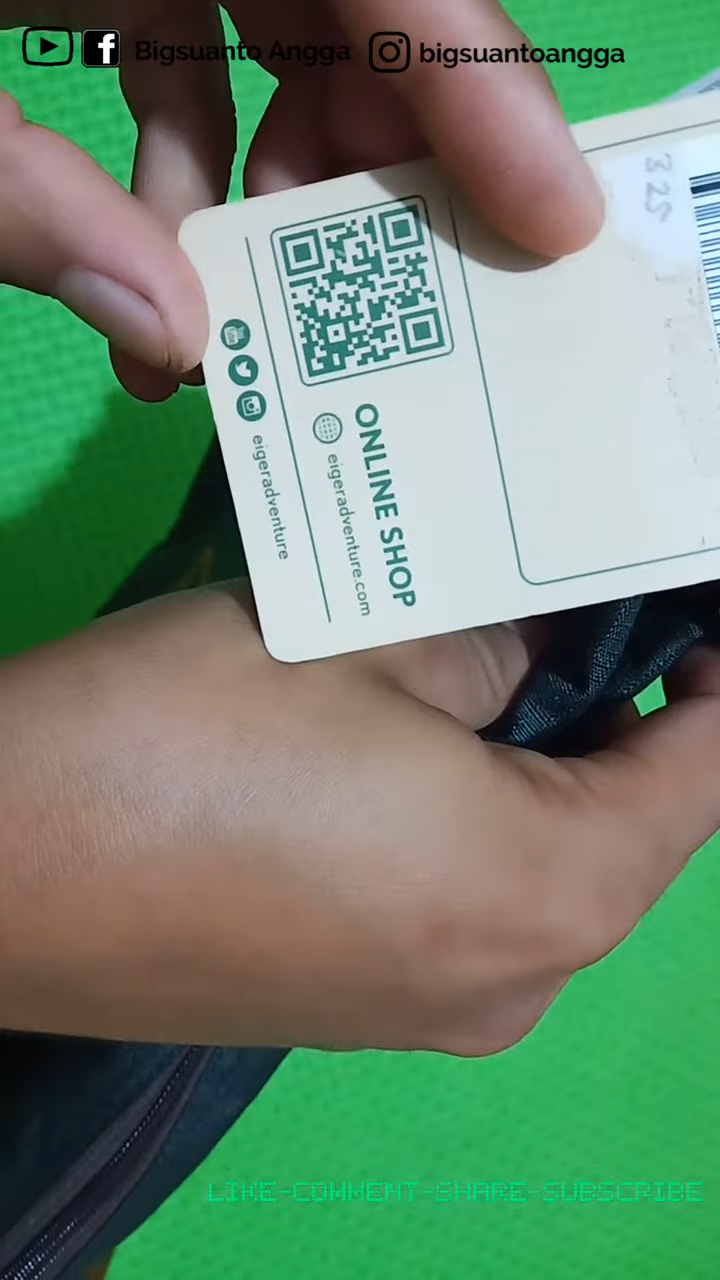 Bigsuanto Angga bigsuantoangga
325
ONLINE SHOP
eigeradventure.com
eigeradventure
LIKE-COMMENT-SHARE-SUBSCRIBE